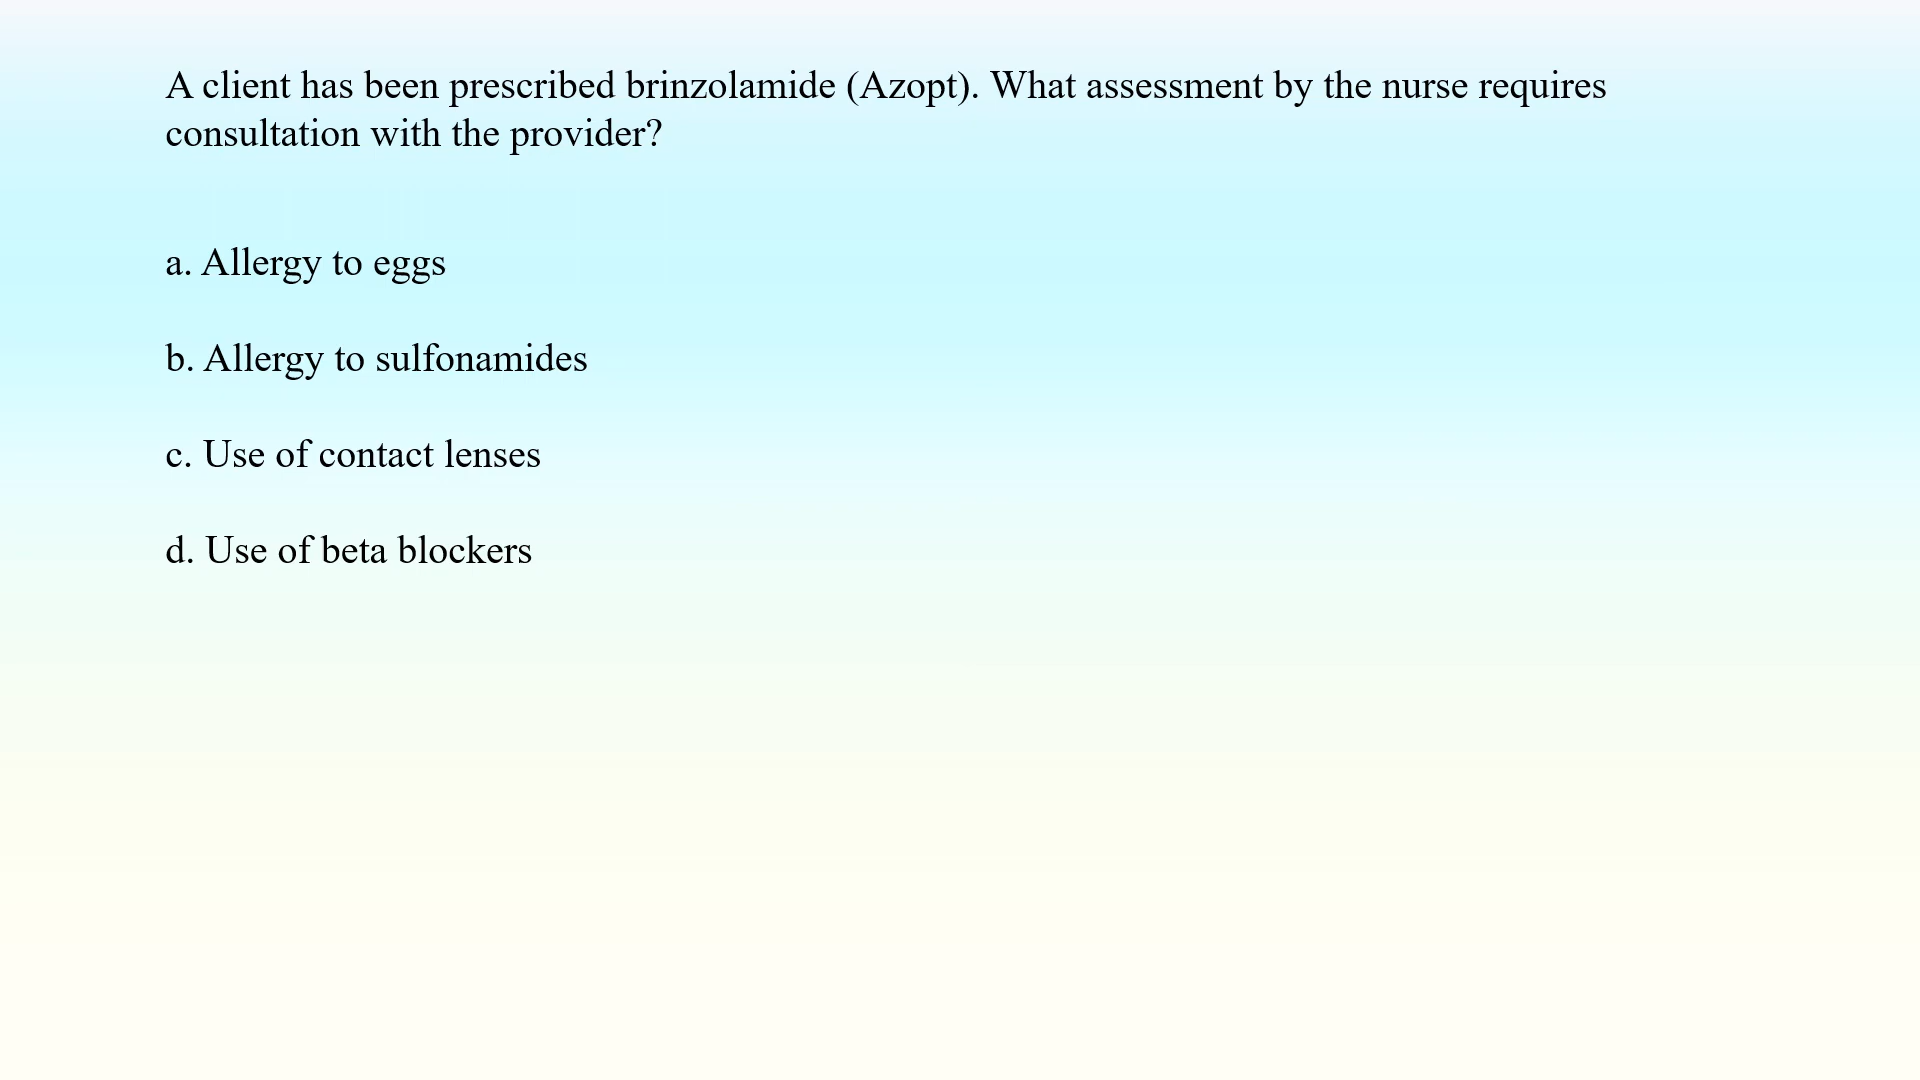 A client has been prescribed brinzolamide (Azopt). What assessment by the nurse requires
consultation with the provider?
a. Allergy to eggs
b. Allergy to sulfonamides
c. Use of contact lenses
d. Use of beta blockers